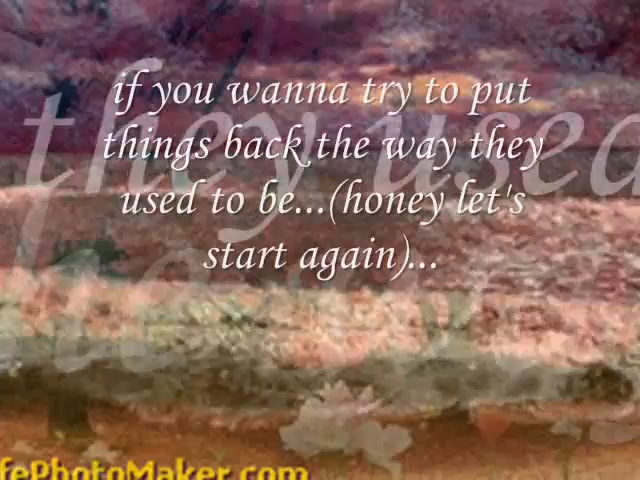 if you wanna try to put
things back the way they
used to be...(honey let's
start again)...
they used
fePhotoMaker.com